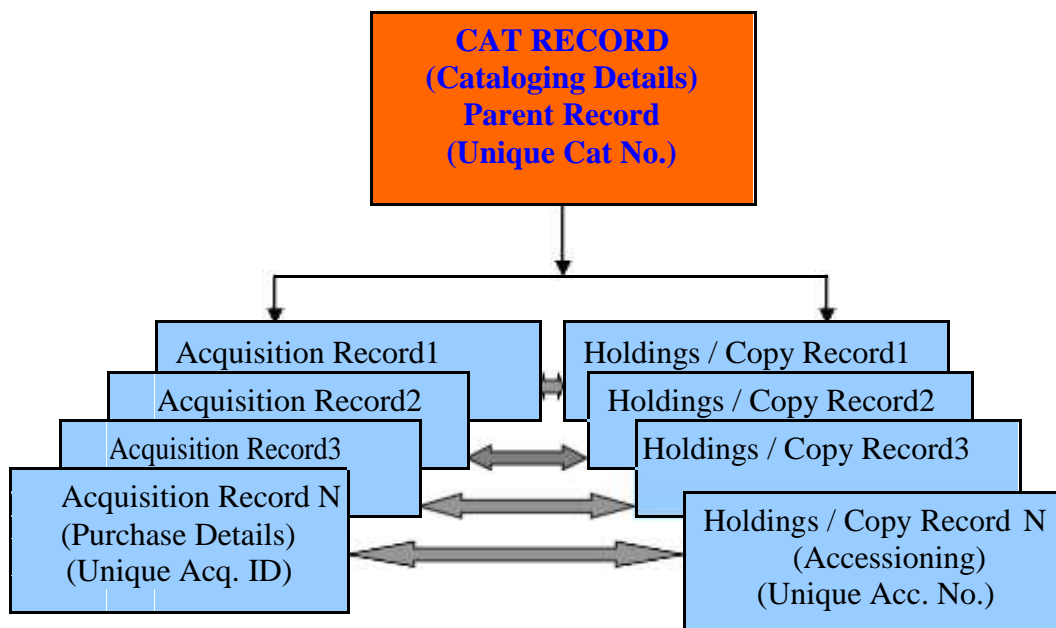 CAT RECORD
(Cataloging Details)
Parent Record
(Unique Cat No.)
Acquisition Record1
Acquisition Record2
Acquisition Record3
Acquisition Record N
(Purchase Details)
(Unique Acq. ID)
Holdings / Copy Record1
Holdings / Copy Record2
Holdings / Copy Record3
Holdings / Copy Record N
(Accessioning)
(Unique Acc. No.)